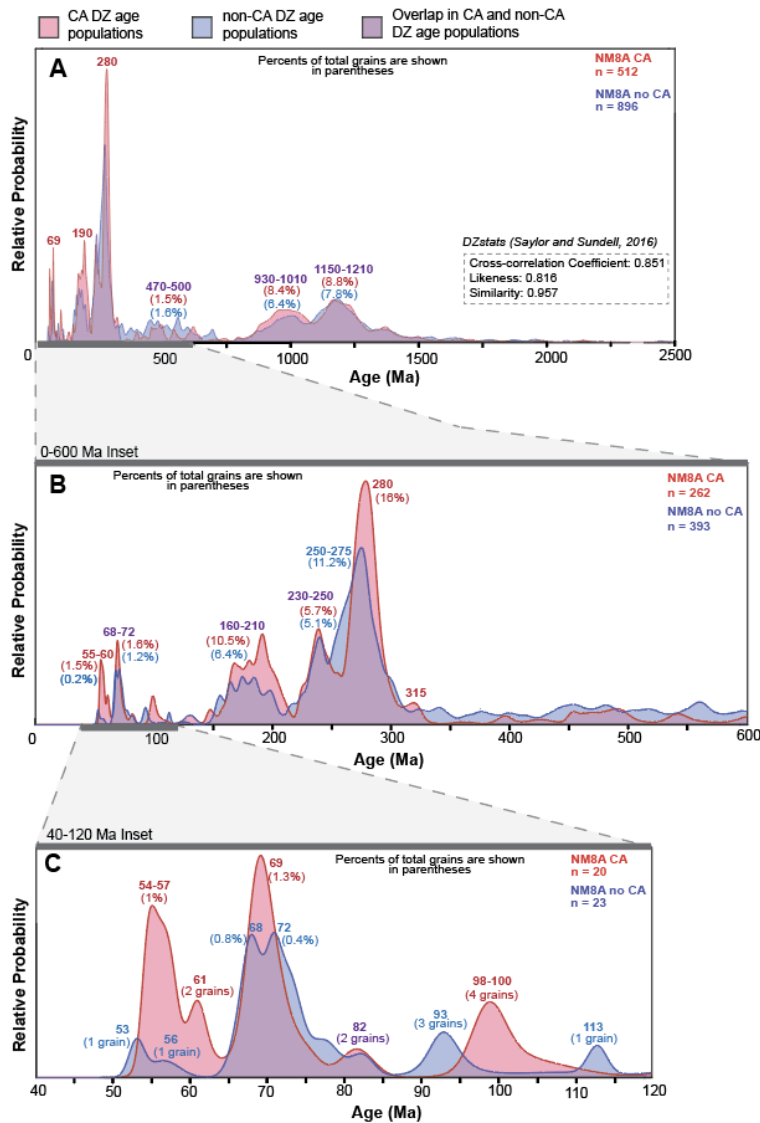 CA DZ age
populations
non-CA DZ age
populations
Overlap in CA and non-CA
DZ age populations
A
Percents of total grains are shown
in parentheses
NM8A CA
n = 512
NM8A no CA
n = 896
280
190
69
470-500
(1.5%)
(1.6%)
930-1010
(8.4%)
(6.4%)
1150-1210
(8.8%)
(7.8%)
DZstats (Saylor and Sundell, 2016)
Cross-correlation Coefficient: 0.851
Likeness: 0.816
Similarity: 0.957
Relative Probability
0 500 1000 1500 2000 2500
Age (Ma)
0-600 Ma Inset
B
Percents of total grains are shown
in parentheses
NM8A CA
n = 262
NM8A no CA
n = 393
280
(16%)
250-275
(11.2%)
230-250
(5.7%)
(5.1%)
160-210
(10.5%)
(6.4%)
68-72
(1.6%)
(1.2%)
55-60
(1.5%)
(0.2%)
315
Relative Probability
0 100 200 300 400 500 600
Age (Ma)
40-120 Ma Inset
C
Percents of total grains are shown
in parentheses
NM8A CA
n = 20
NM8A no CA
n = 23
54-57
(1%)
61
(2 grains)
53
(1 grain)
56
(1 grain)
69
(1.3%)
68
(0.8%)
72
(0.4%)
82
(2 grains)
93
(3 grains)
98-100
(4 grains)
113
(1 grain)
Relative Probability
40 50 60 70 80 90 100 110 120
Age (Ma)